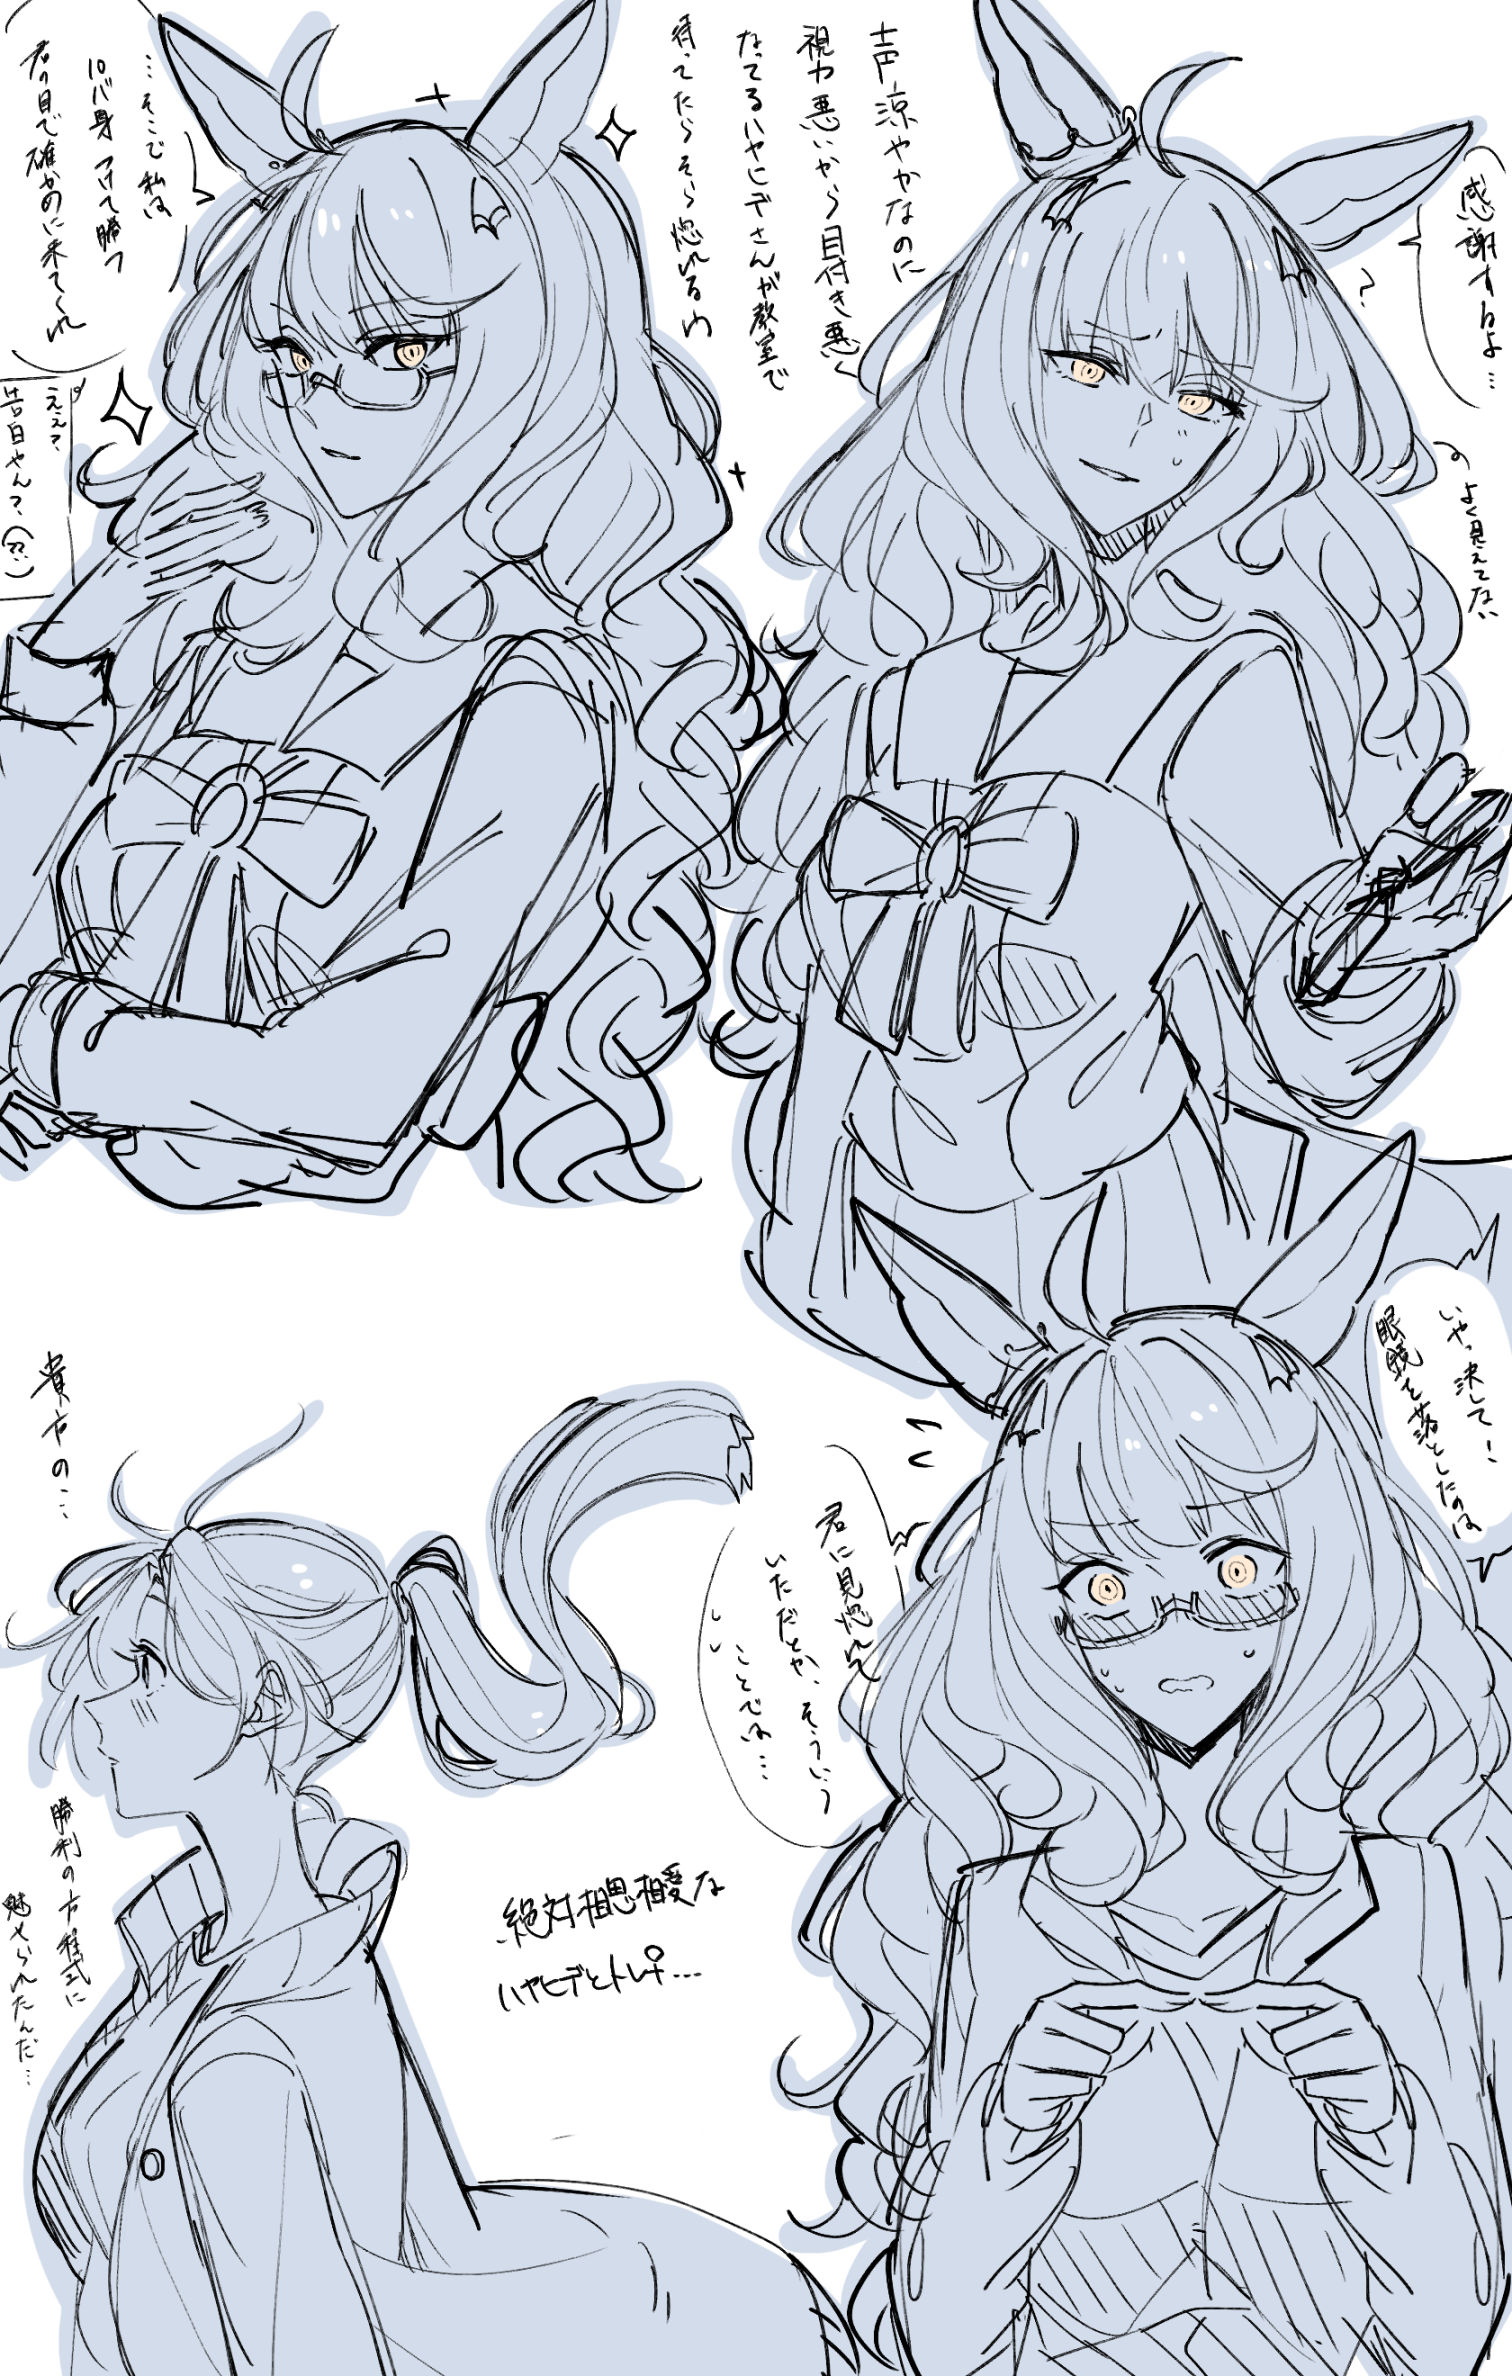 感謝するよ…
?
よく見えてない
声涼やかなのに
視力悪いから目付き悪く
なってるハヤヒデさんが教室で
待ってたらそら惚れるわ
…そこで私は
10バ身つけて勝つ
君の目で確かめに来てくれ
ええ?
告白やん?
いやっ決して!
眼鏡を落としたのは
君に見惚れて
いただとか、そういう
ことでは…
貴方の…
勝利の方程式に
魅せられたんだ…
絶対相思相愛な
ハヤヒデとトレ♀…